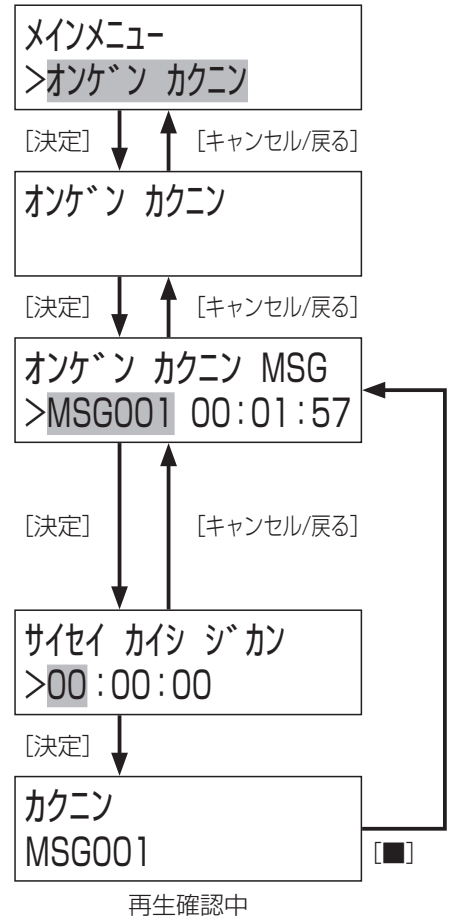 メインメニュー
>オンゲン カクニン
[決定] [キャンセル/戻る]
オンゲン カクニン
[決定] [キャンセル/戻る]
オンゲン カクニン MSG
>MSG001 00:01:57
[決定] [キャンセル/戻る]
サイセイ カイシ ジカン
>00:00:00
[決定]
カクニン
MSG001
[■]
再生確認中